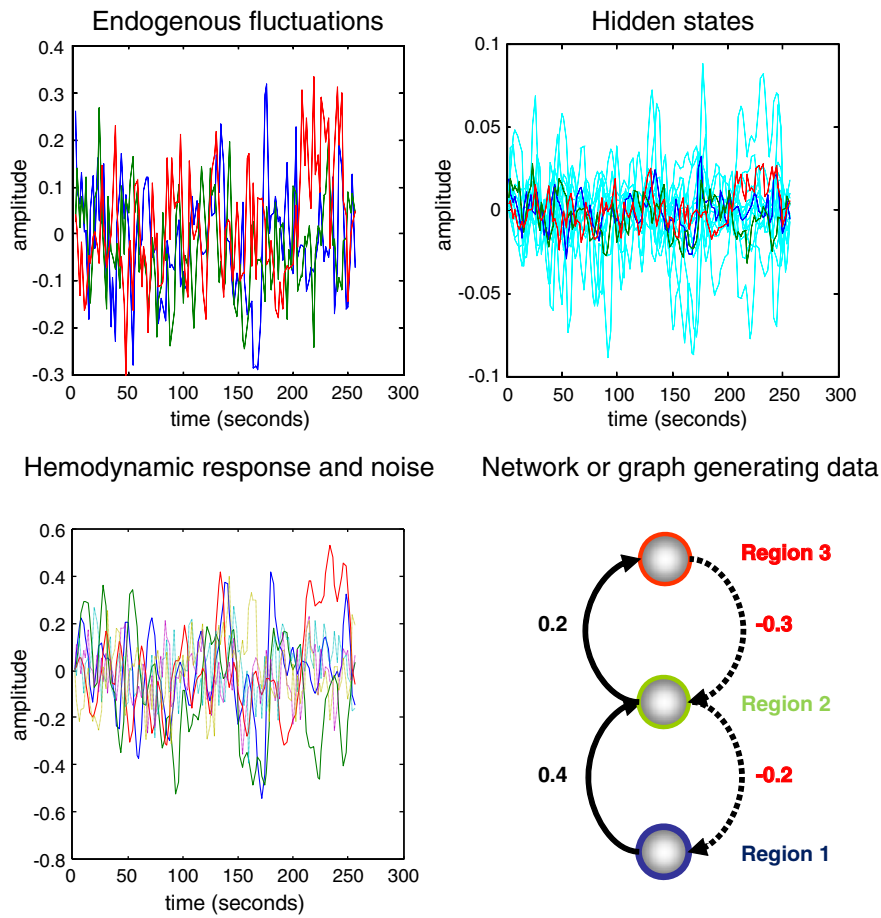 Endogenous fluctuations
0.4
0.3
0.2
0.1
0
-0.1
-0.2
-0.3
amplitude
0 50 100 150 200 250 300
time (seconds)
Hidden states
0.1
0.05
0
-0.05
-0.1
amplitude
0 50 100 150 200 250 300
time (seconds)
Hemodynamic response and noise
0.6
0.4
0.2
0
-0.2
-0.4
-0.6
-0.8
amplitude
0 50 100 150 200 250 300
time (seconds)
Network or graph generating data
Region 3
0.2
-0.3
Region 2
0.4
-0.2
Region 1